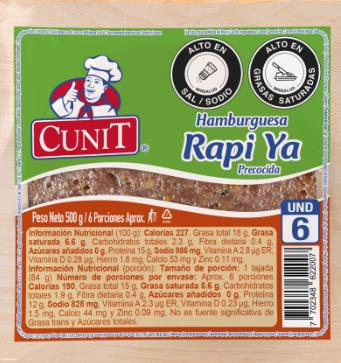 ALTO EN
SAL / SODIO
MINSALUD
ALTO EN
GRASAS SATURADAS
MINSALUD
CUNIT ®
Hamburguesa
Rapi Ya
Precocida
Peso Neto 500 g / 6 Porciones Aprox.
UND
6
Información Nutricional (100 g): Calorías 227, Grasa total 18 g, Grasa
saturada 6.6 g, Carbohidratos totales 2.3 g, Fibra dietaria 0.4 g,
Azúcares añadidos 0 g, Proteína 15 g, Sodio 986 mg, Vitamina A 2.8 µg ER,
Vitamina D 0.28 µg, Hierro 1.8 mg, Calcio 53 mg y Zinc 0.11 mg.
Información Nutricional (porción): Tamaño de porción: 1 tajada
(84 g) Número de porciones por envase: Aprox. 6 porciones
Calorías 190, Grasa total 15 g, Grasa saturada 6.6 g, Carbohidratos
totales 1.9 g, Fibra dietaria 0.4 g, Azúcares añadidos 0 g, Proteína
12 g, Sodio 828 mg, Vitamina A 2.3 µg ER, Vitamina D 0.23 µg, Hierro
1.5 mg, Calcio 44 mg y Zinc 0.09 mg. No es fuente significativa de
Grasa trans y Azúcares totales.
7 702348 622007